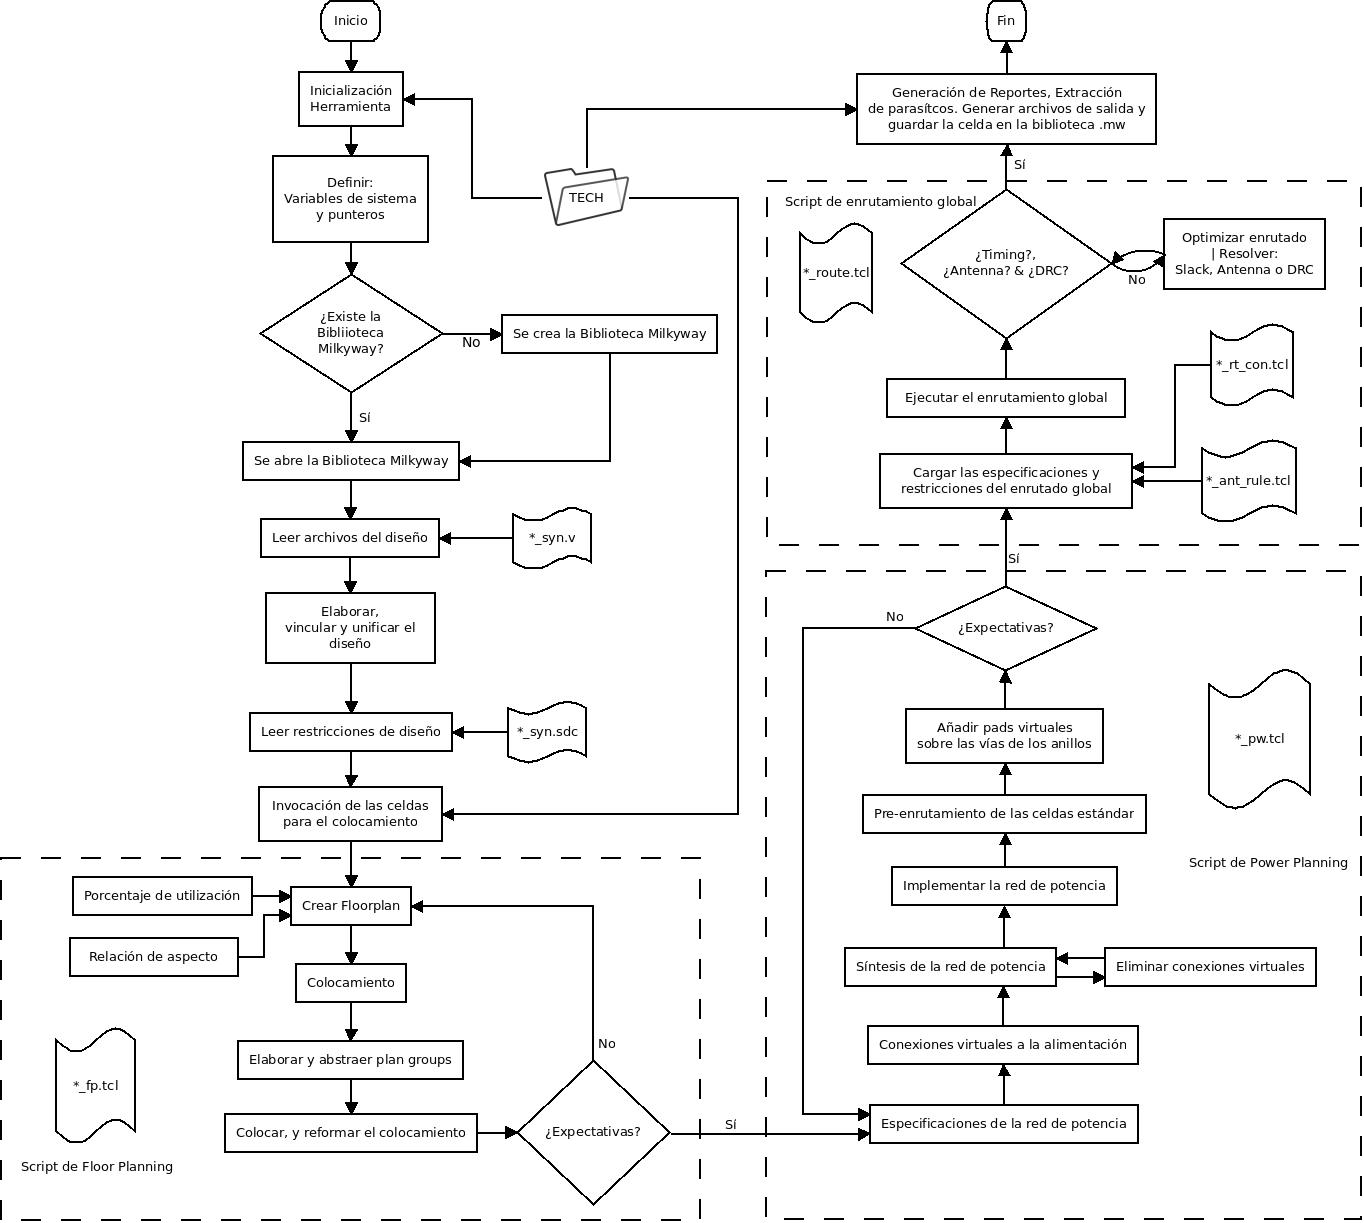 Inicio
Inicialización
Herramienta
Definir:
Variables de sistema
y punteros
¿Existe la
Bibliioteca
Milkyway?
No
Se crea la Biblioteca Milkyway
Sí
Se abre la Biblioteca Milkyway
Leer archivos del diseño
*_syn.v
Elaborar,
vincular y unificar el
diseño
Leer restricciones de diseño
*_syn.sdc
Invocación de las celdas
para el colocamiento
TECH
Porcentaje de utilización
Crear Floorplan
Relación de aspecto
Colocamiento
*_fp.tcl
Elaborar y abstraer plan groups
No
Colocar, y reformar el colocamiento
¿Expectativas?
Sí
Script de Floor Planning
Fin
Generación de Reportes, Extracción
de parasítcos. Generar archivos de salida y
guardar la celda en la biblioteca .mw
Sí
Script de enrutamiento global
*_route.tcl
¿Timing?,
¿Antenna? & ¿DRC?
No
Optimizar enrutado
| Resolver:
Slack, Antenna o DRC
*_rt_con.tcl
Ejecutar el enrutamiento global
Cargar las especificaciones y
restricciones del enrutado global
*_ant_rule.tcl
Sí
No
¿Expectativas?
Añadir pads virtuales
sobre las vías de los anillos
*_pw.tcl
Pre-enrutamiento de las celdas estándar
Script de Power Planning
Implementar la red de potencia
Síntesis de la red de potencia
Eliminar conexiones virtuales
Conexiones virtuales a la alimentación
Especificaciones de la red de potencia